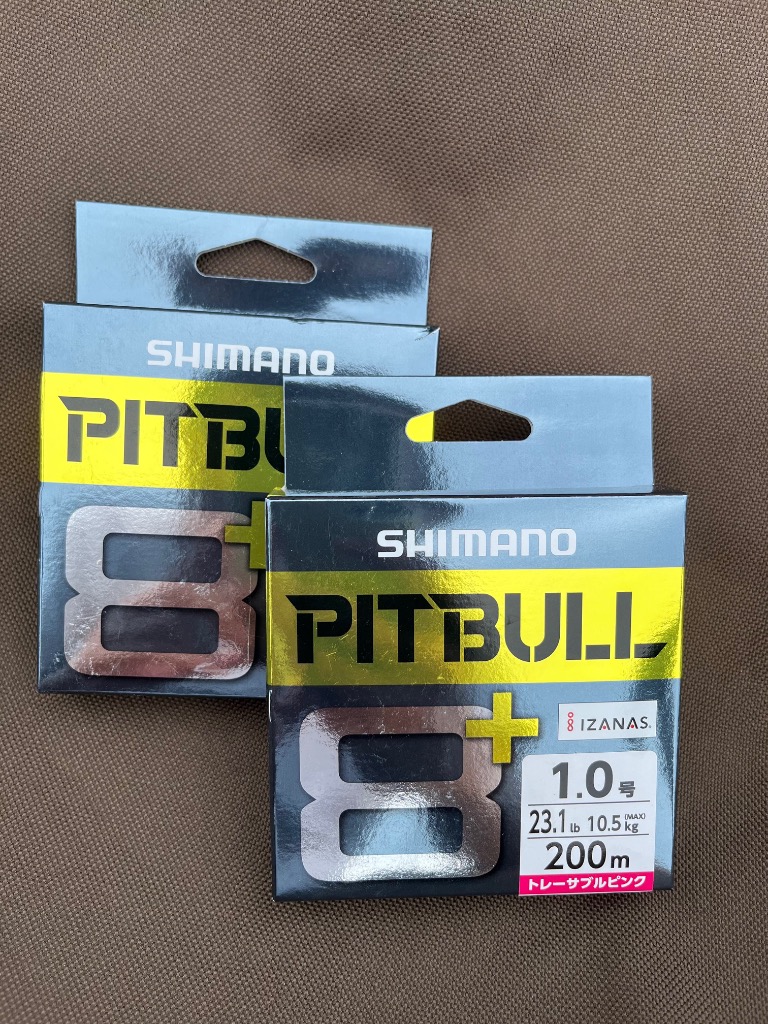 SHIMANO
PITBU
8+
SHIMANO
PITBULL
8+
IZANAS
1.0号
23.1lb 10.5kg(MAX)
200m
トレーサブルピンク